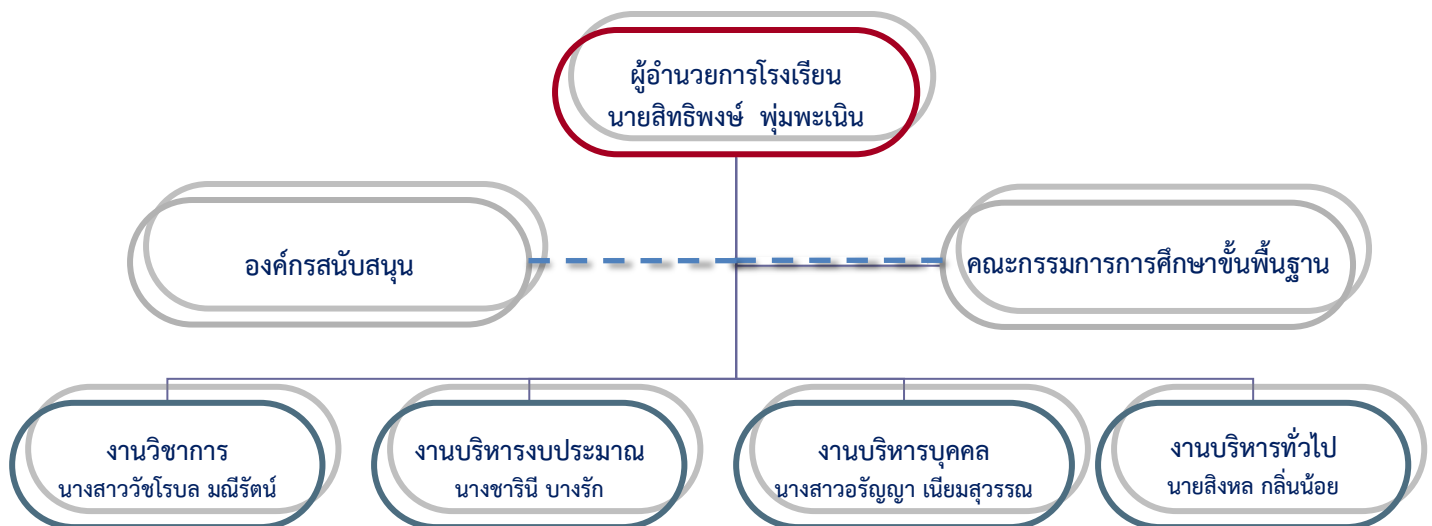 ผู้อำนวยการโรงเรียน
นายสิทธิพงษ์ พุ่มพะเนิน
องค์กรสนับสนุน
คณะกรรมการการศึกษาขั้นพื้นฐาน
งานวิชาการ
นางสาววัชโรบล มณีรัตน์
งานบริหารงบประมาณ
นางชารินี บางรัก
งานบริหารบุคคล
นางสาวอรัญญา เนียมสุวรรณ
งานบริหารทั่วไป
นายสิงหล กลิ่นน้อย